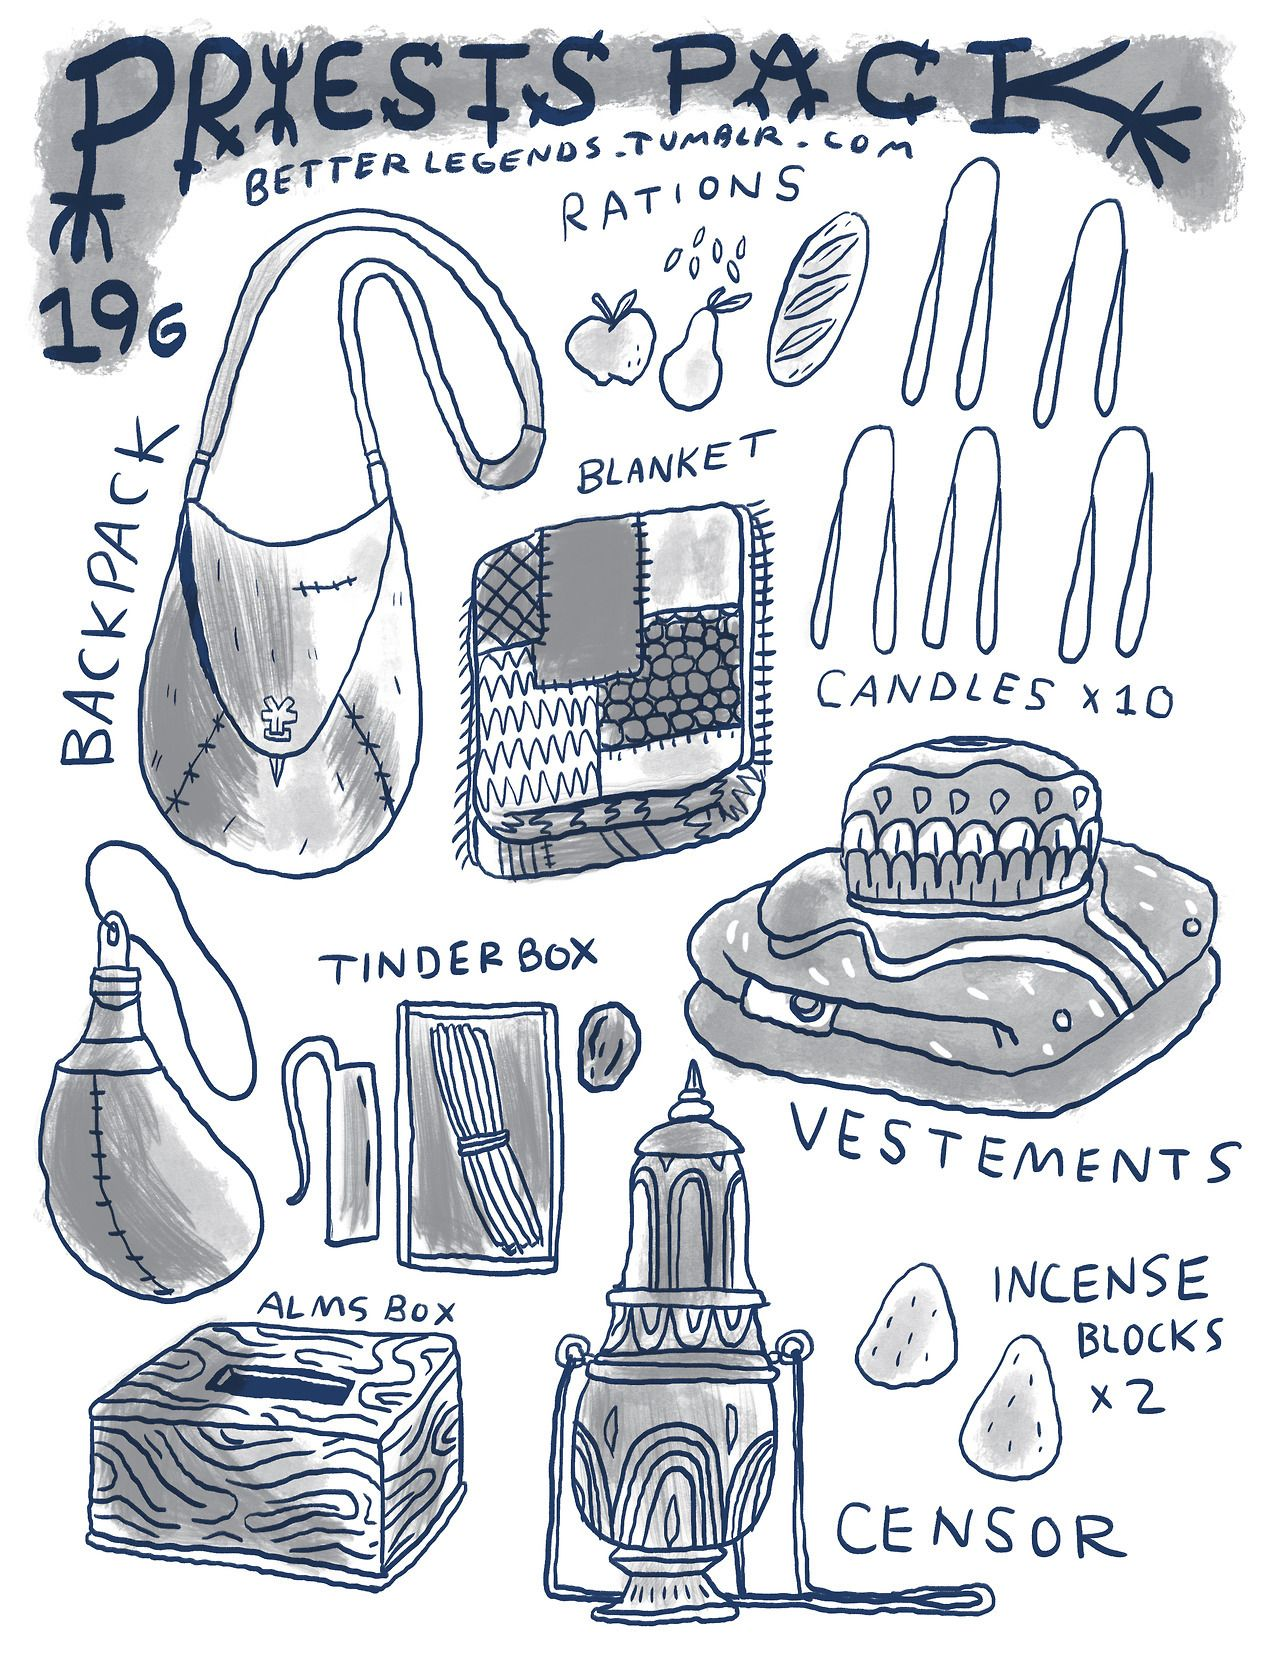 PRIESTS PACK
BETTERLEGENDS.TUMBLR.COM
19G
RATIONS
BACKPACK
BLANKET
CANDLES x10
TINDERBOX
VESTEMENTS
ALMS BOX
INCENSE
BLOCKS
x2
CENSOR